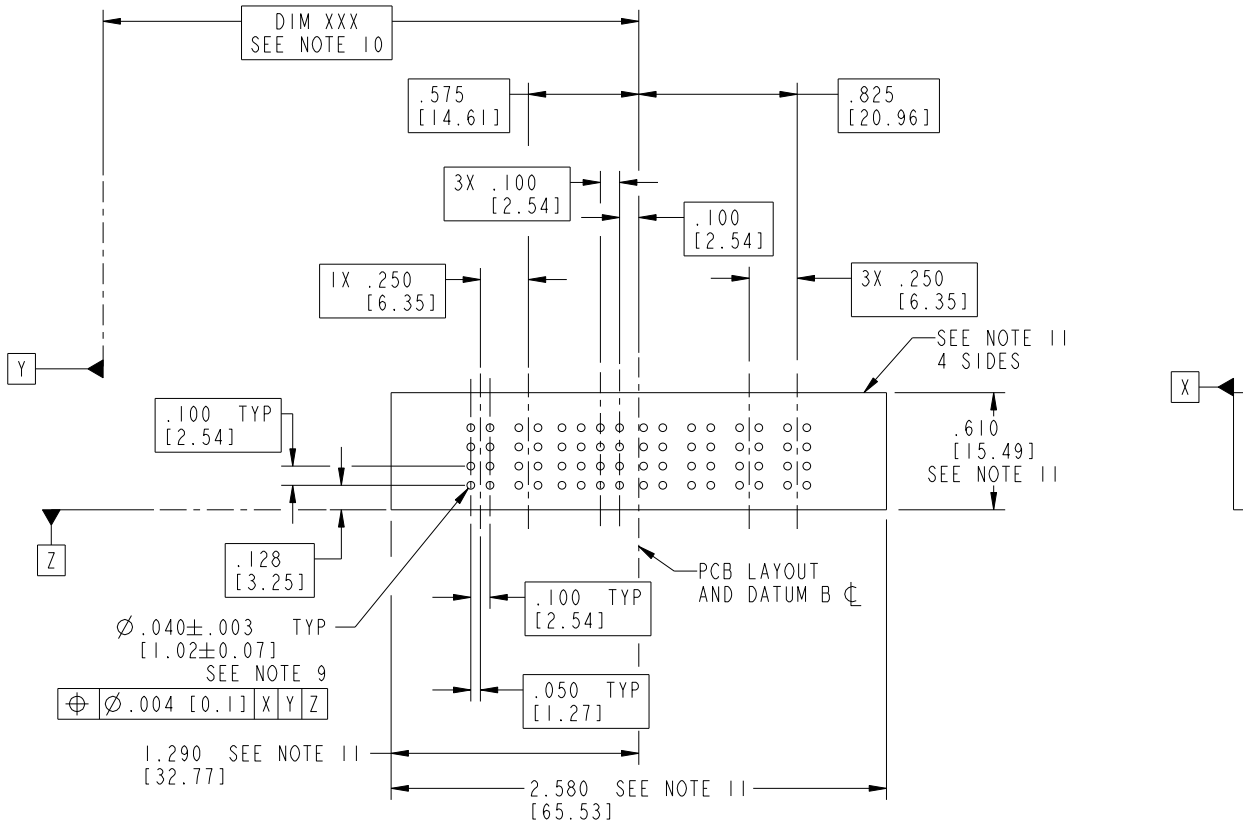 DIM XXX
SEE NOTE 10
.575
[14.61]
.825
[20.96]
3X .100
[2.54]
.100
[2.54]
1X .250
[6.35]
3X .250
[6.35]
SEE NOTE 11
4 SIDES
Y
X
.100 TYP
[2.54]
.610
[15.49]
SEE NOTE 11
Z
.128
[3.25]
PCB LAYOUT
AND DATUM B ℄
.100 TYP
[2.54]
Ø.040±.003 TYP
[1.02±0.07]
SEE NOTE 9
⌖ Ø.004 [0.1] X Y Z
.050 TYP
[1.27]
1.290 SEE NOTE 11
[32.77]
2.580 SEE NOTE 11
[65.53]